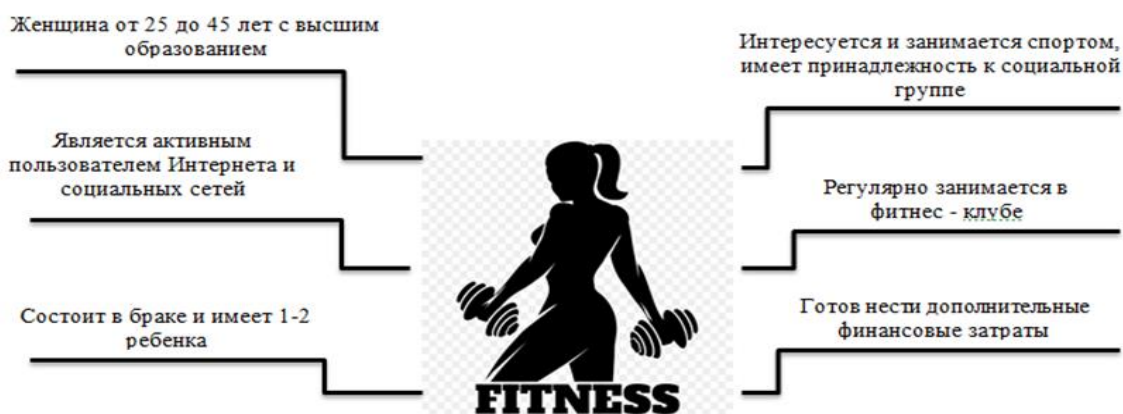 Женщина от 25 до 45 лет с высшим
образованием
Является активным
пользователем Интернета и
социальных сетей
Состоит в браке и имеет 1-2
ребенка
Интересуется и занимается спортом,
имеет принадлежность к социальной
группе
Регулярно занимается в
фитнес - клубе
Готов нести дополнительные
финансовые затраты
FITNESS